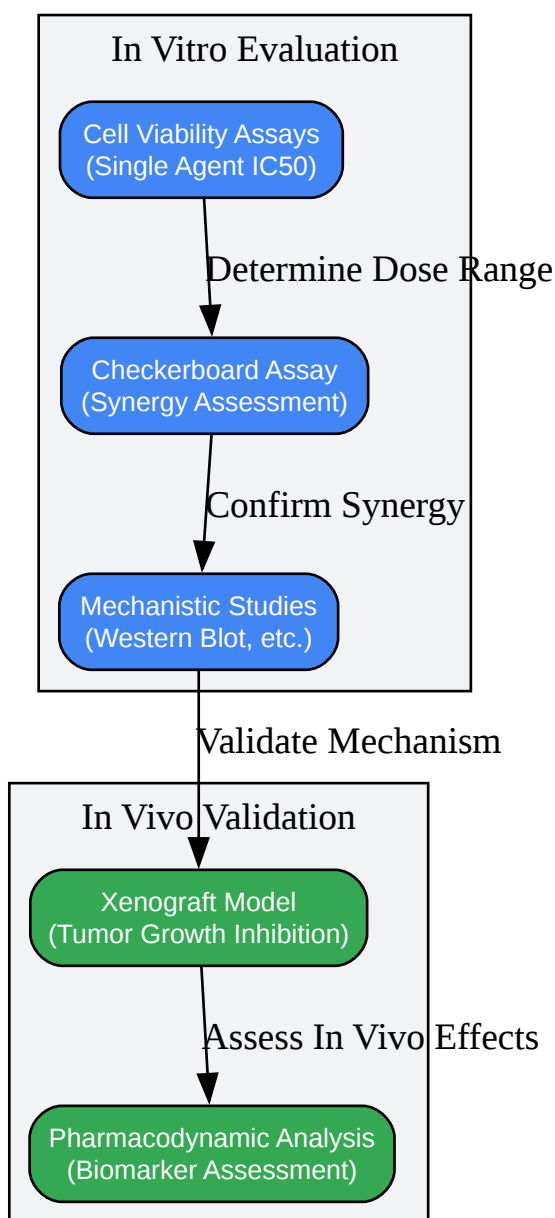 In Vitro Evaluation
Cell Viability Assays
(Single Agent IC50)
Determine Dose Range
Checkerboard Assay
(Synergy Assessment)
Confirm Synergy
Mechanistic Studies
(Western Blot, etc.)
Validate Mechanism
In Vivo Validation
Xenograft Model
(Tumor Growth Inhibition)
Assess In Vivo Effects
Pharmacodynamic Analysis
(Biomarker Assessment)